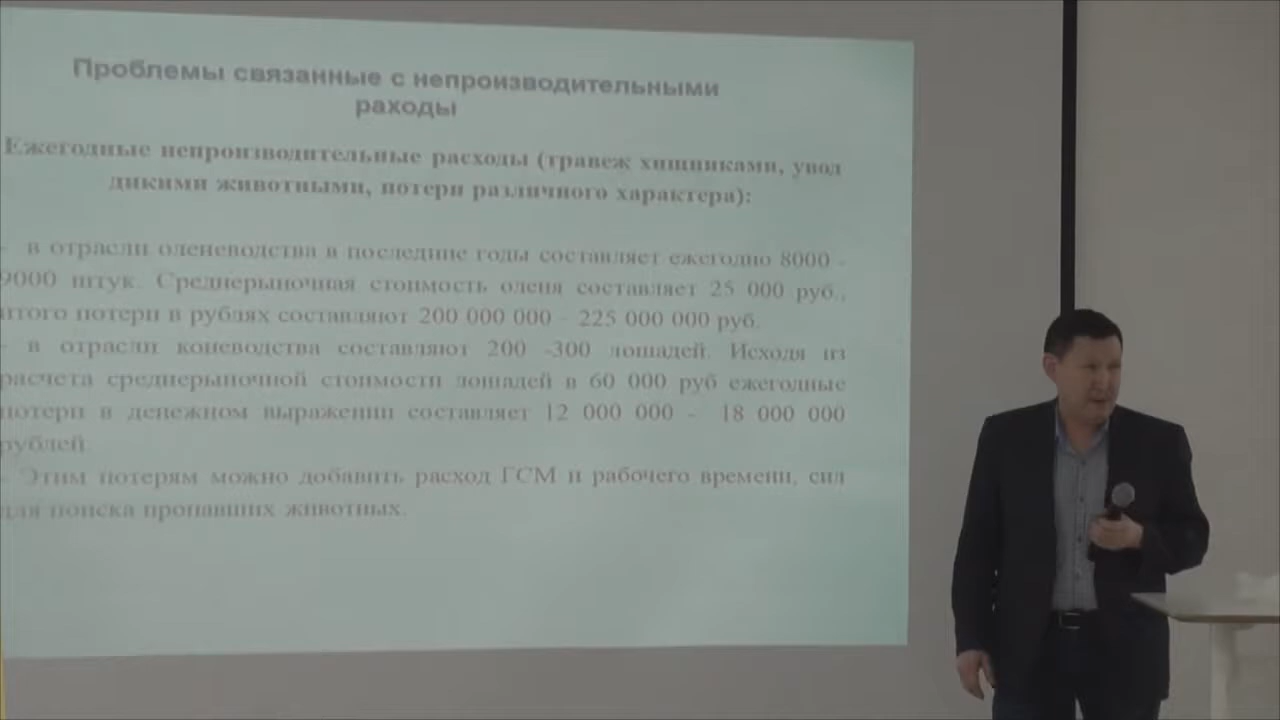 Проблемы связанные с непроизводительными
раходы
Ежегодные непроизводительные расходы (травеж хищниками, увод
дикими животными, потери различного характера):
- в отрасли оленеводства в последние годы составляет ежегодно 8000 -
9000 штук. Среднерыночная стоимость оленя составляет 25 000 руб.,
итого потери в рублях составляют 200 000 000 - 225 000 000 руб.
- в отрасли коневодства составляют 200 -300 лошадей. Исходя из
расчета среднерыночной стоимости лошадей в 60 000 руб ежегодные
потери в денежном выражении составляет 12 000 000 - 18 000 000
рублей.
- Этим потерям можно добавить расход ГСМ и рабочего времени, сил
для поиска пропавших животных.